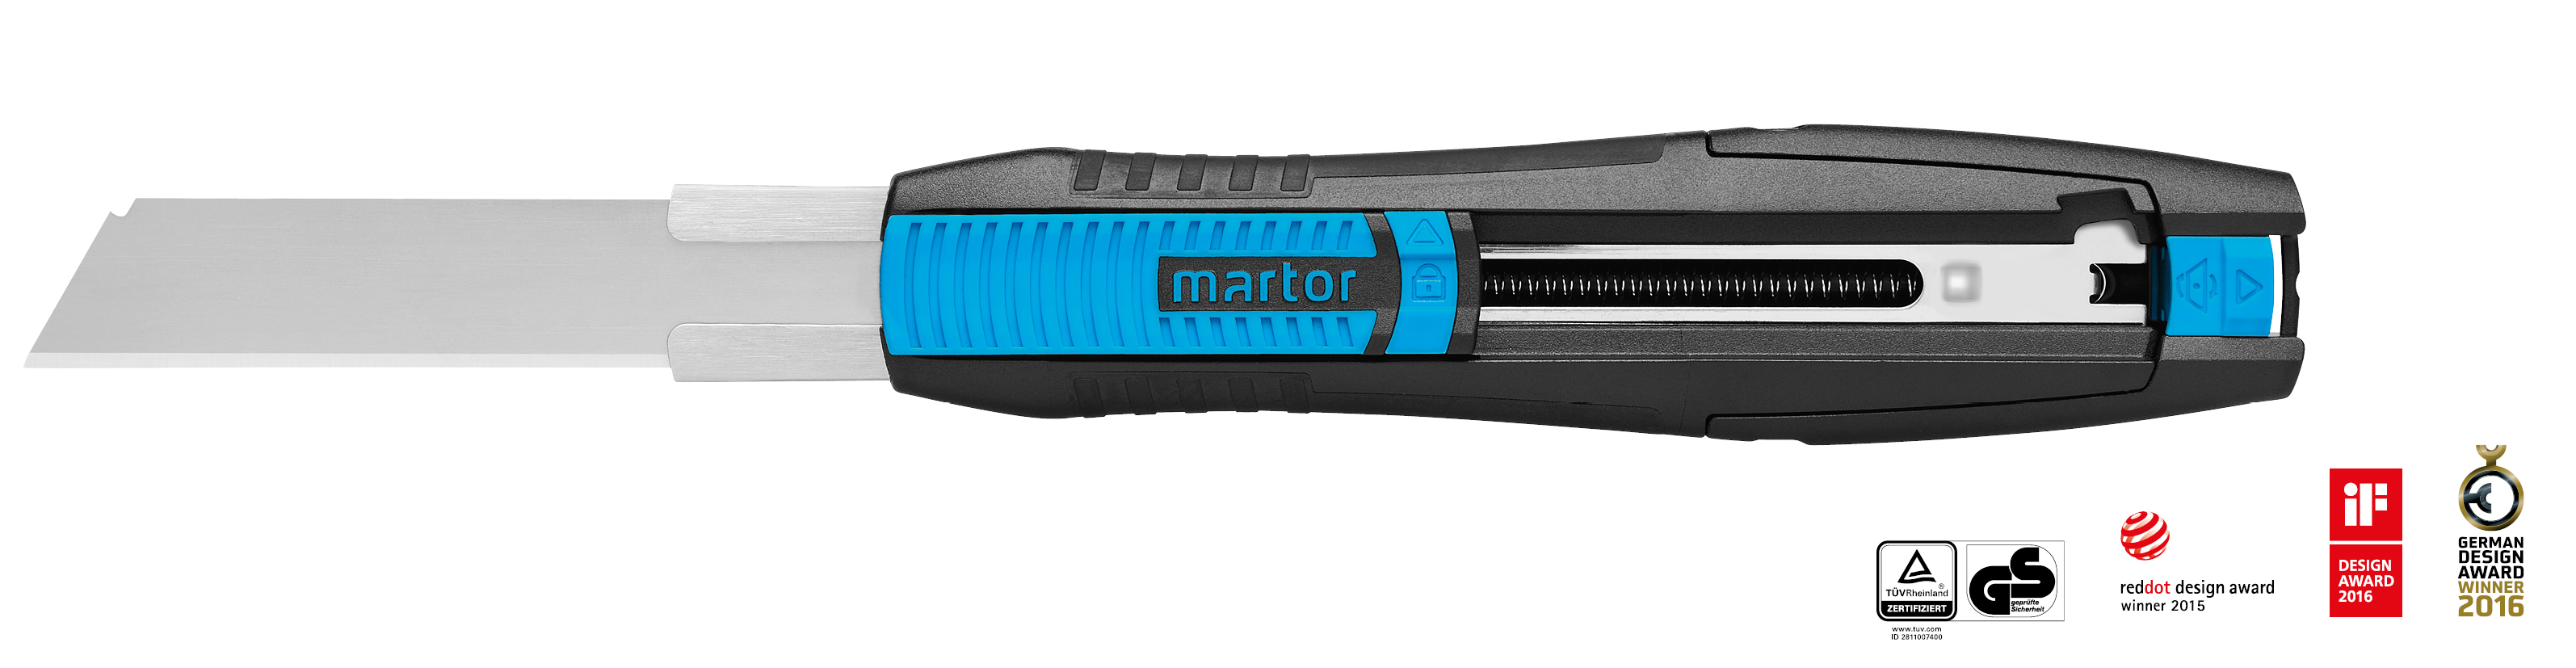 martor
TÜVRheinland®
ZERTIFIZIERT
GS
geprüfte
Sicherheit
www.tuv.com
ID 2811007400
reddot design award
winner 2015
iF
DESIGN
AWARD
2016
GERMAN
DESIGN
AWARD
WINNER
2016